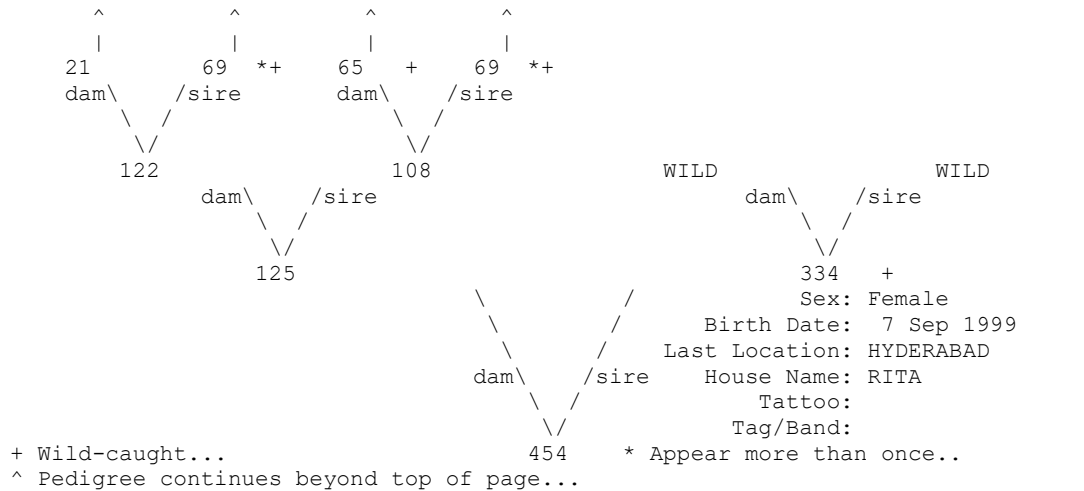 ^ ^ ^ ^
| | | |
21 69 *+ 65 + 69 *+
dam\ /sire dam\ /sire
\ / \ /
\/ \/
122 108 WILD WILD
dam\ /sire dam\ /sire
\ / \ /
\/ \/
125 334 +
\ / Sex: Female
\ / Birth Date: 7 Sep 1999
\ / Last Location: HYDERABAD
dam\ /sire House Name: RITA
\ / Tattoo:
\/ Tag/Band:
+ Wild-caught... 454 * Appear more than once..
^ Pedigree continues beyond top of page...